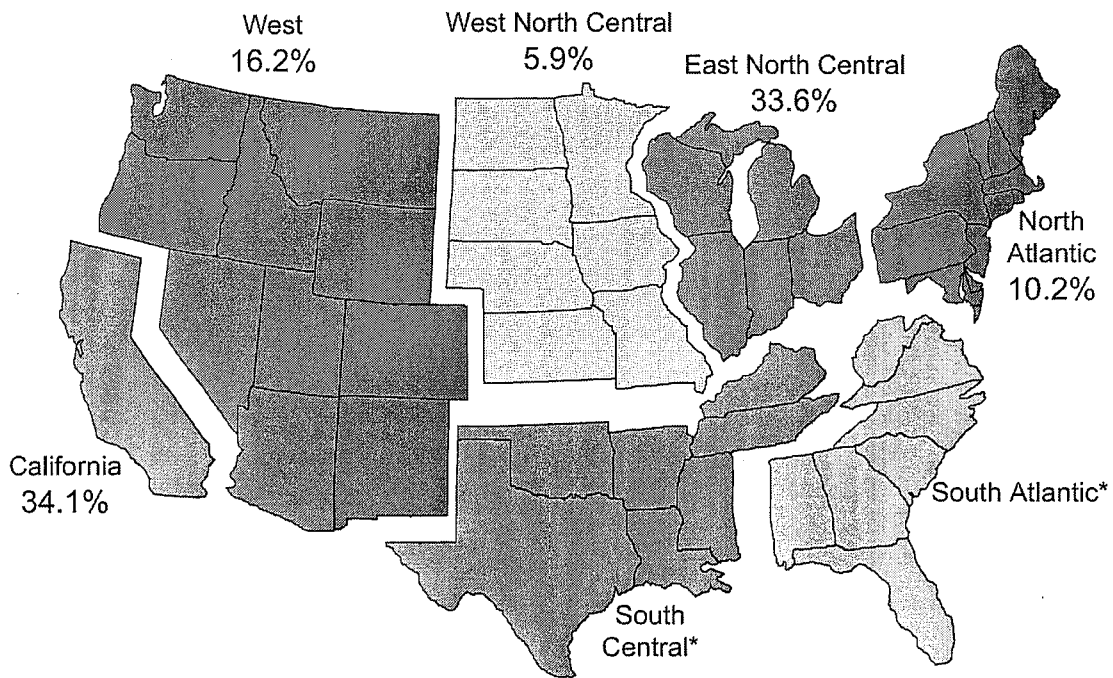 West
16.2%
West North Central
5.9%
East North Central
33.6%
North
Atlantic
10.2%
California
34.1%
South Atlantic*
South
Central*